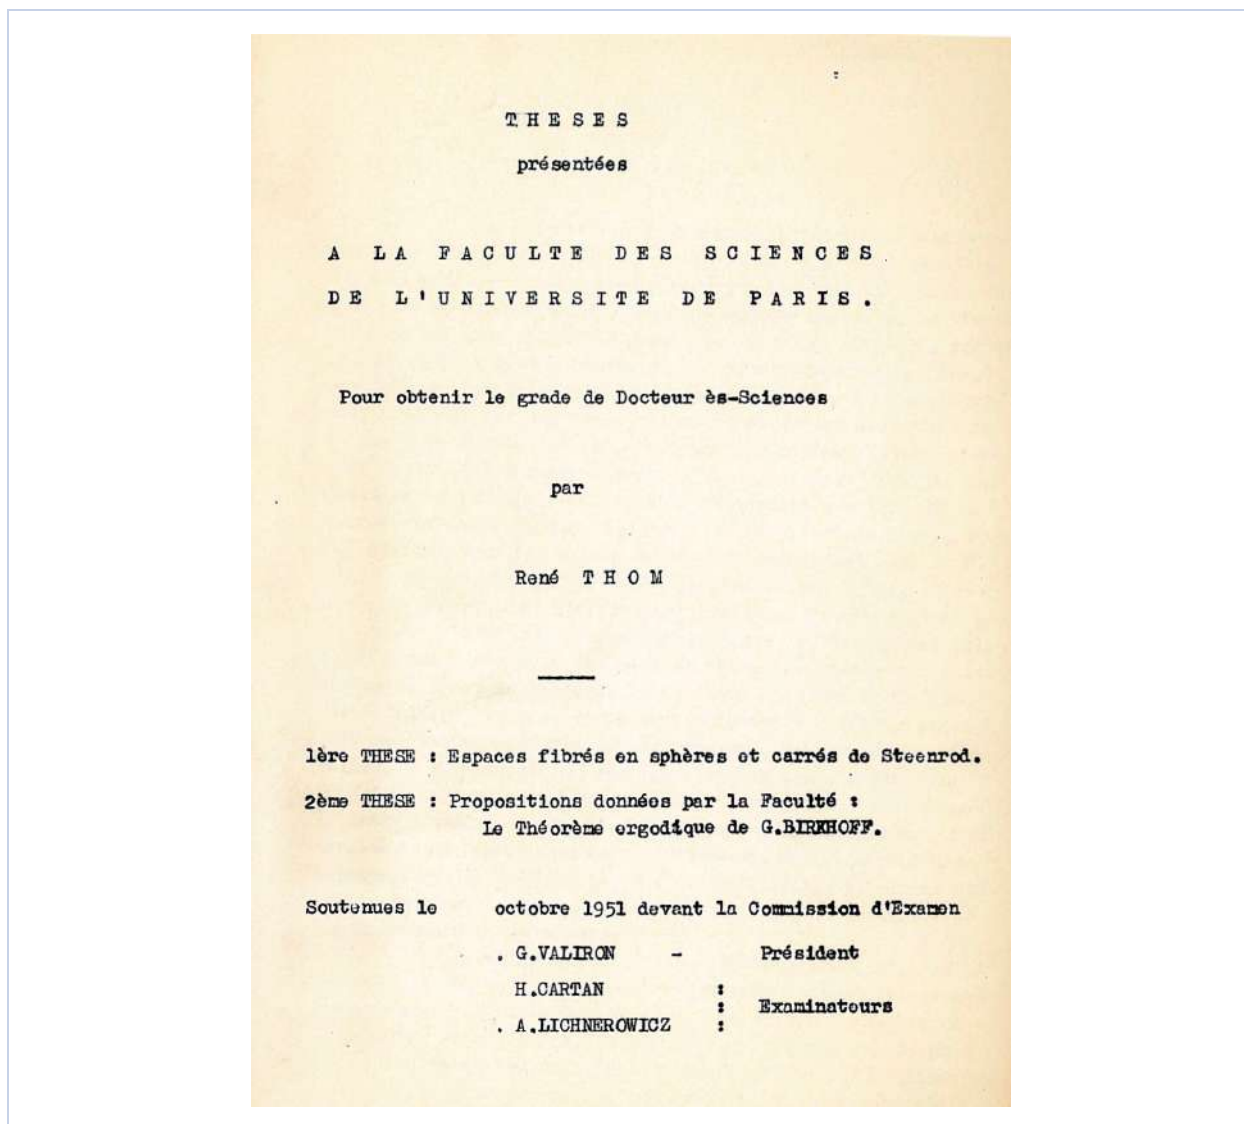 T H E S E S
présentées
A LA FACULTE DES SCIENCES
DE L'UNIVERSITE DE PARIS.
Pour obtenir le grade de Docteur ès-Sciences
par
René T H O M
1ère THESE : Espaces fibrés en sphères et carrés de Steenrod.
2ème THESE : Propositions données par la Faculté :
Le Théorème ergodique de G.BIRKHOFF.
Soutenues le octobre 1951 devant la Commission d'Examen
. G.VALIRON - Président
H.CARTAN :
: Examinateurs
. A.LICHNEROWICZ :